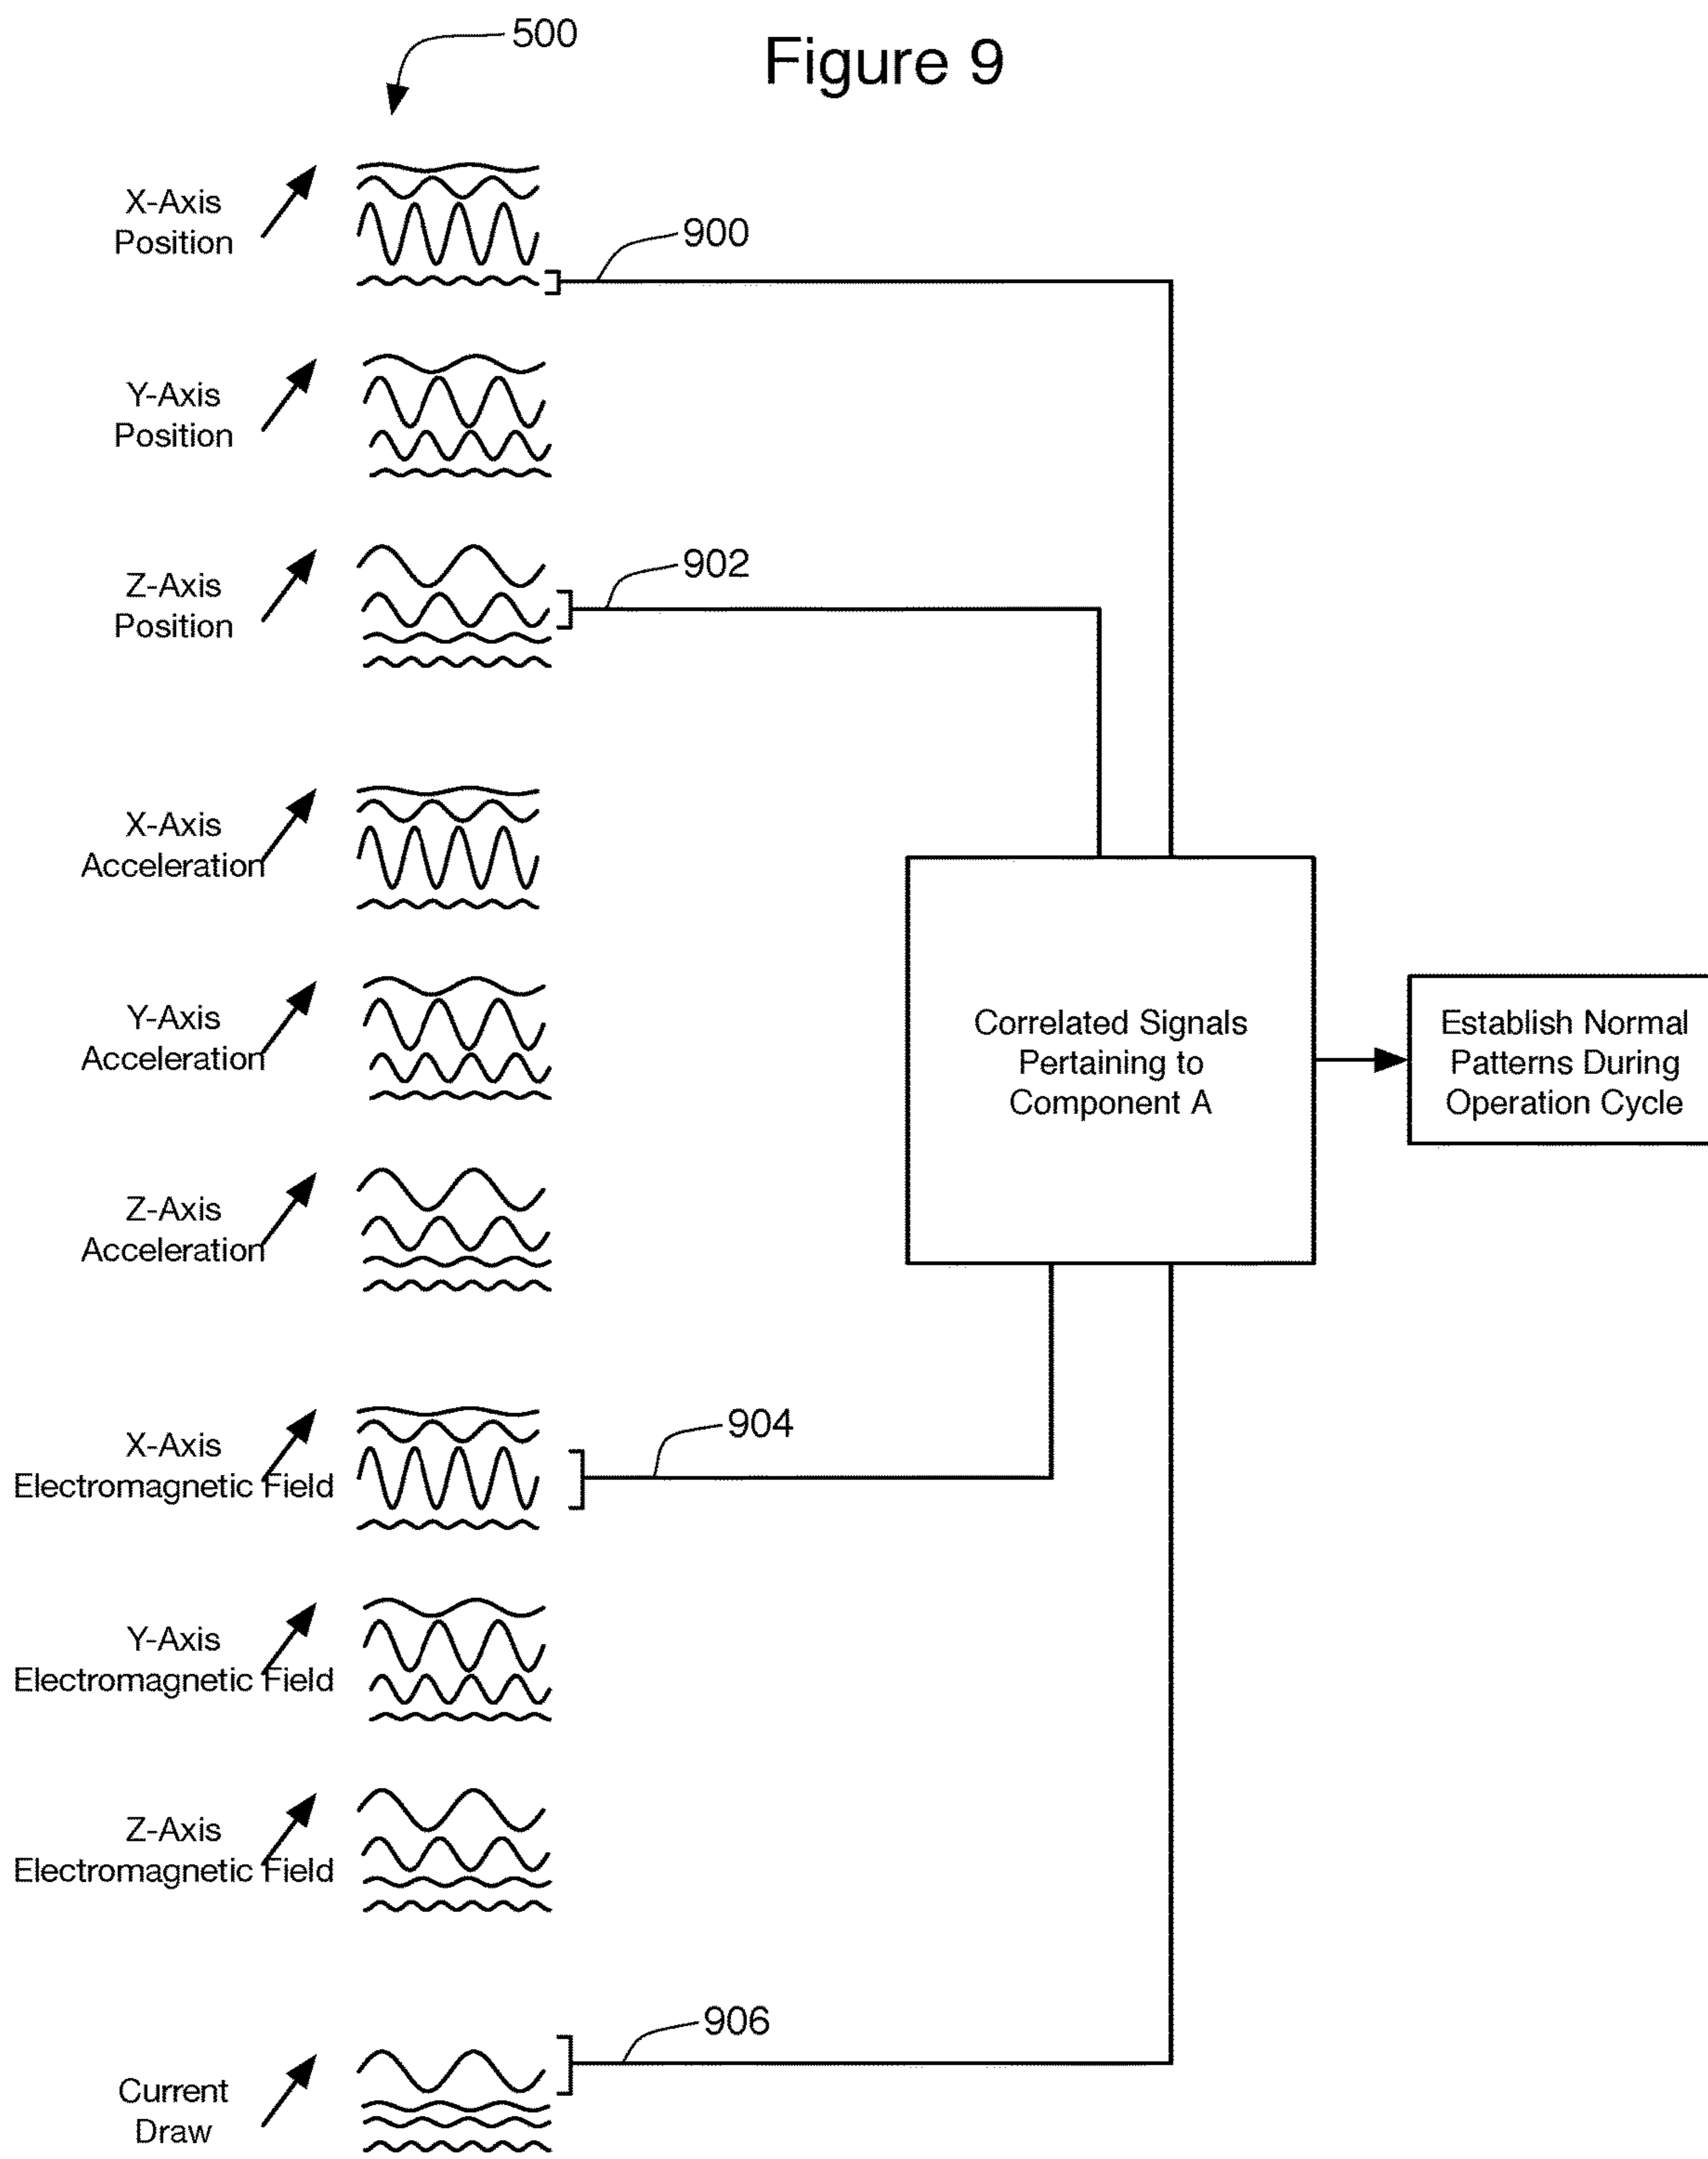 500
Figure 9
X-Axis
Position
900
Y-Axis
Position
Z-Axis
Position
902
X-Axis
Acceleration
Y-Axis
Acceleration
Z-Axis
Acceleration
Correlated Signals
Pertaining to
Component A
Establish Normal
Patterns During
Operation Cycle
X-Axis
Electromagnetic Field
904
Y-Axis
Electromagnetic Field
Z-Axis
Electromagnetic Field
Current
Draw
906